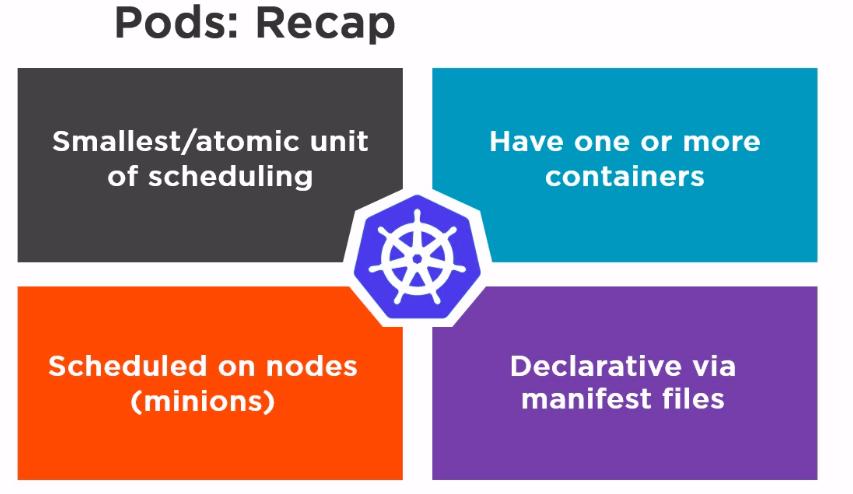 Pods: Recap
Smallest/atomic unit
of scheduling
Have one or more
containers
Scheduled on nodes
(minions)
Declarative via
manifest files